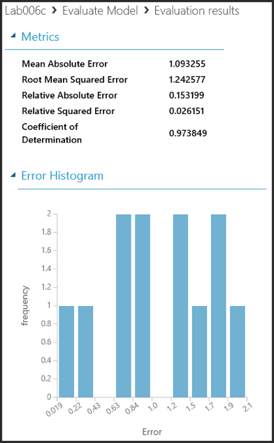 Lab006c > Evaluate Model > Evaluation results
Metrics
Mean Absolute Error 1.093255
Root Mean Squared Error 1.242577
Relative Absolute Error 0.153199
Relative Squared Error 0.026151
Coefficient of
Determination 0.973849
Error Histogram
2
1.8
1.6
1.4
1.2
1
0.8
0.6
0.4
0.2
0
frequency
0.019 0.22 0.43 0.63 0.84 1.0 1.2 1.5 1.7 1.9 2.1
Error